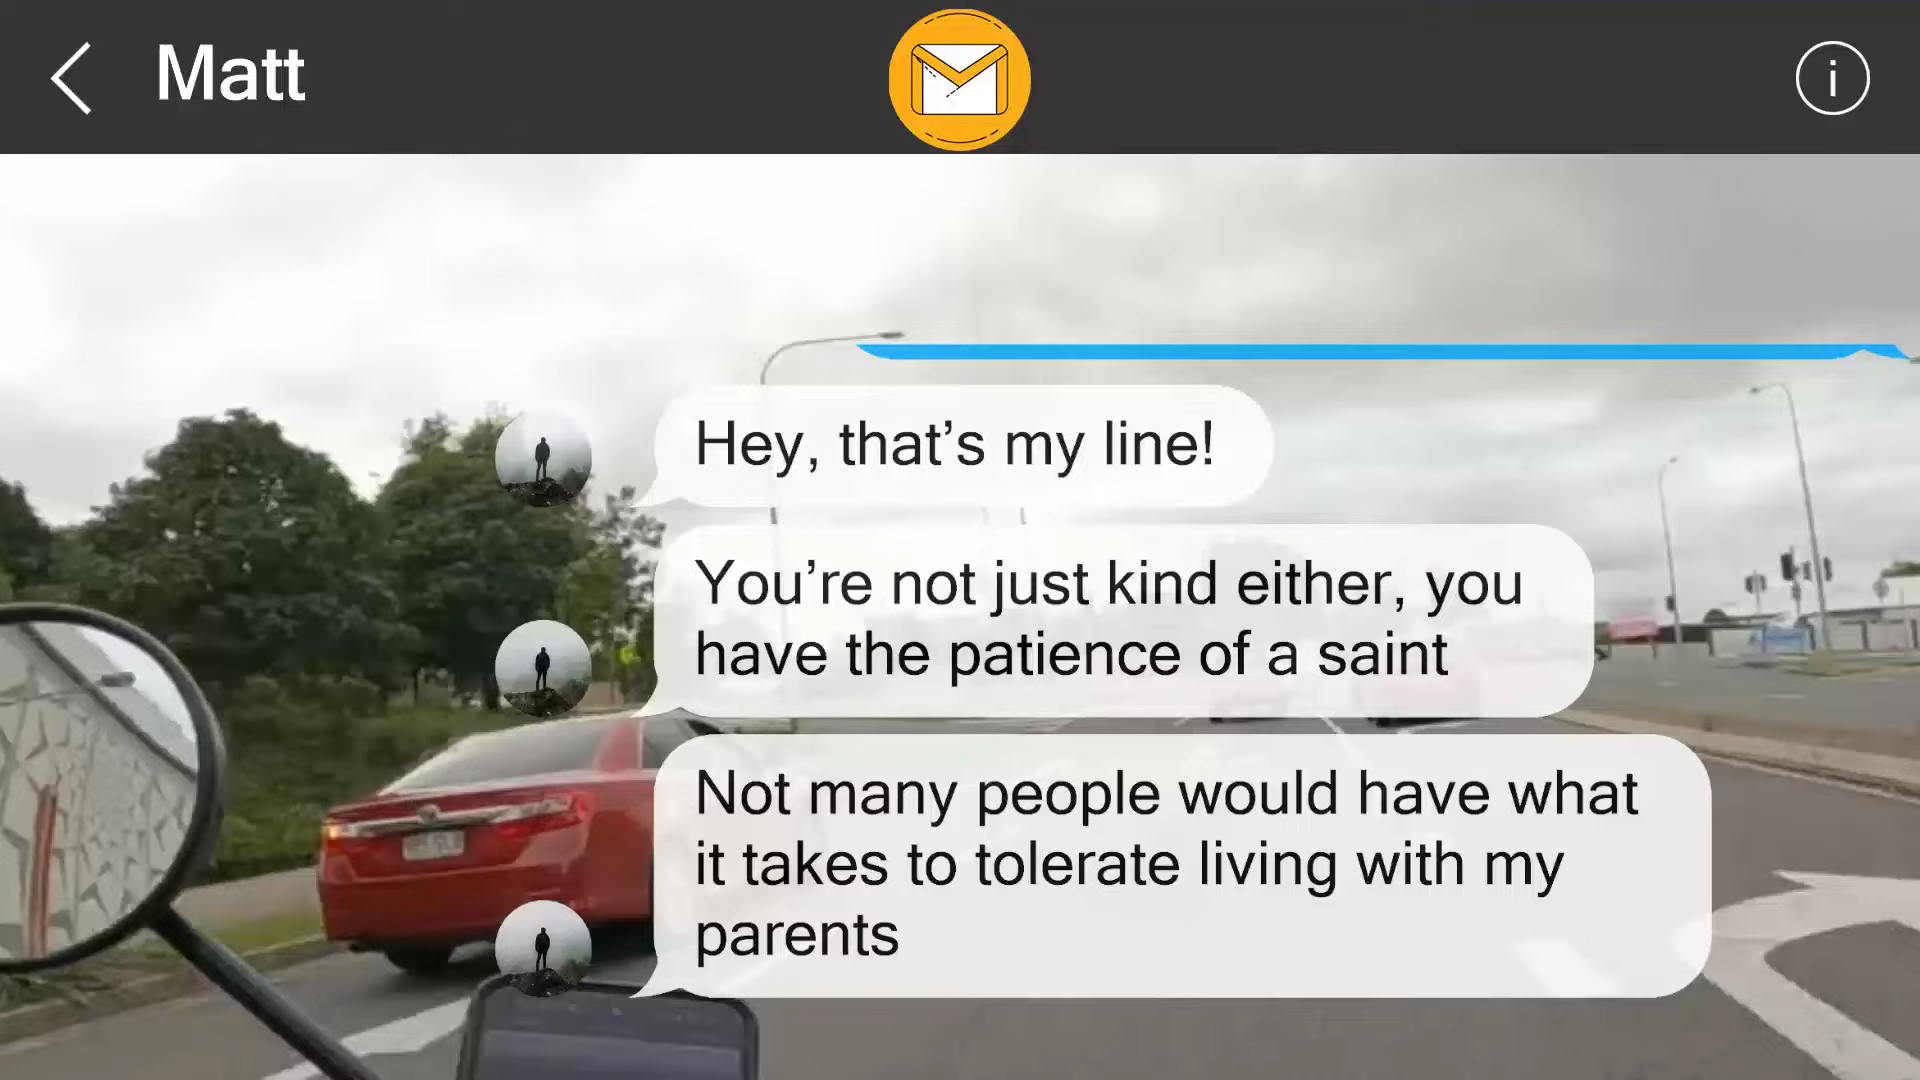 Matt
Hey, that’s my line!
You’re not just kind either, you
have the patience of a saint
Not many people would have what
it takes to tolerate living with my
parents